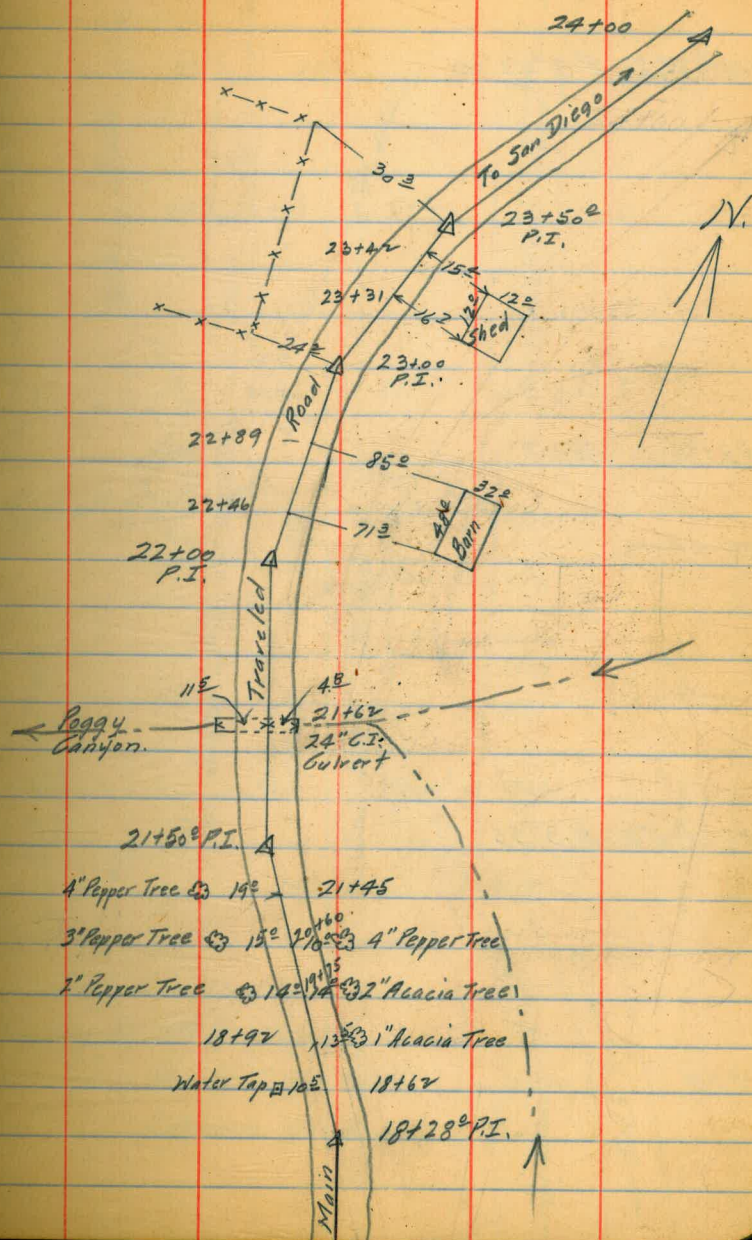 24+00
To San Diego
N.
30 3
23+50 0
P.I.
23+42
15 2
23+31
16 2
12 0
12 0
Shed
24 2
23+00
P.I.
Road
22+89
85 0
32 0
22+46
71 3
48 0
Barn
22+00
P.I.
Traveled
11 5
4 8
Poggy
Canyon.
21+62
24" C.I.
Culvert
21+50 0 P.I.
4" Pepper Tree 19 0 21+45
3" Pepper Tree 15 0 20+60 10 0 4" Pepper Tree
2" Pepper Tree 14 0 19+75 14 0 2" Acacia Tree
18+92 13 5 1" Acacia Tree
Water Tap 10 5 18+62
18+28 0 P.I.
Main